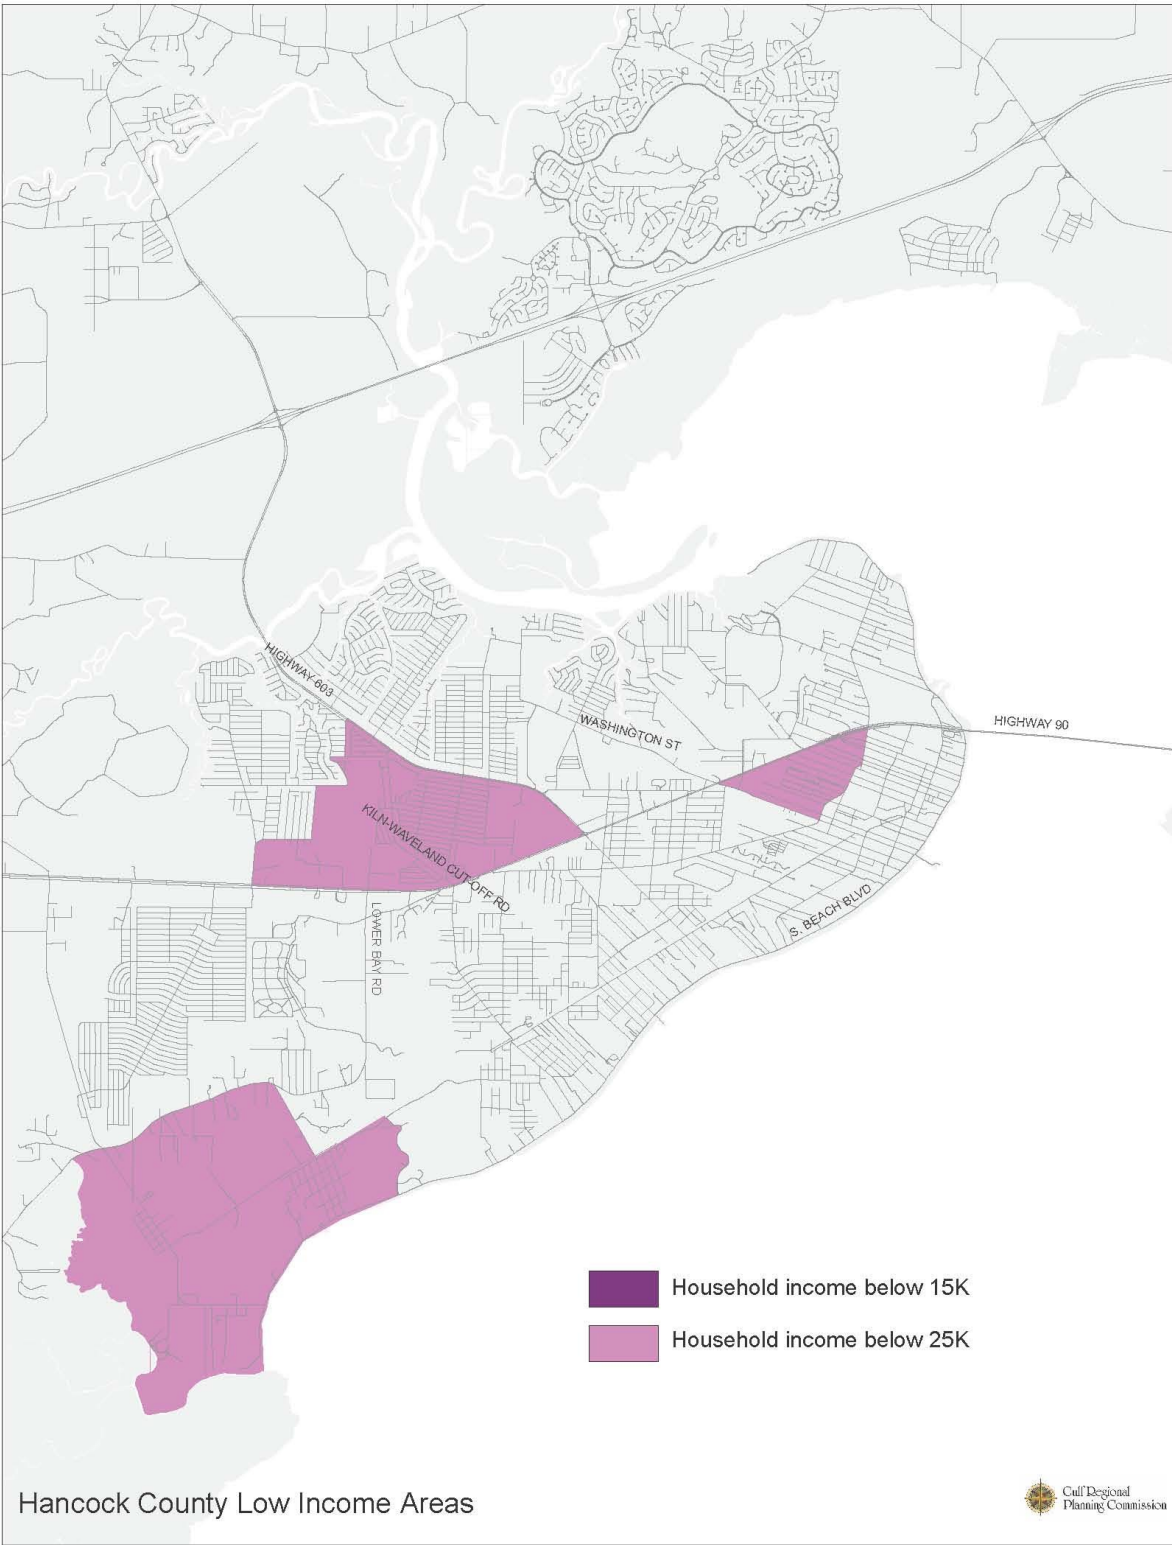 HIGHWAY 603
WASHINGTON ST
HIGHWAY 90
KILN-WAVELAND CUT-OFF RD
LOWER BAY RD
S. BEACH BLVD
Household income below 15K
Household income below 25K
Hancock County Low Income Areas
Gulf Regional
Planning Commission